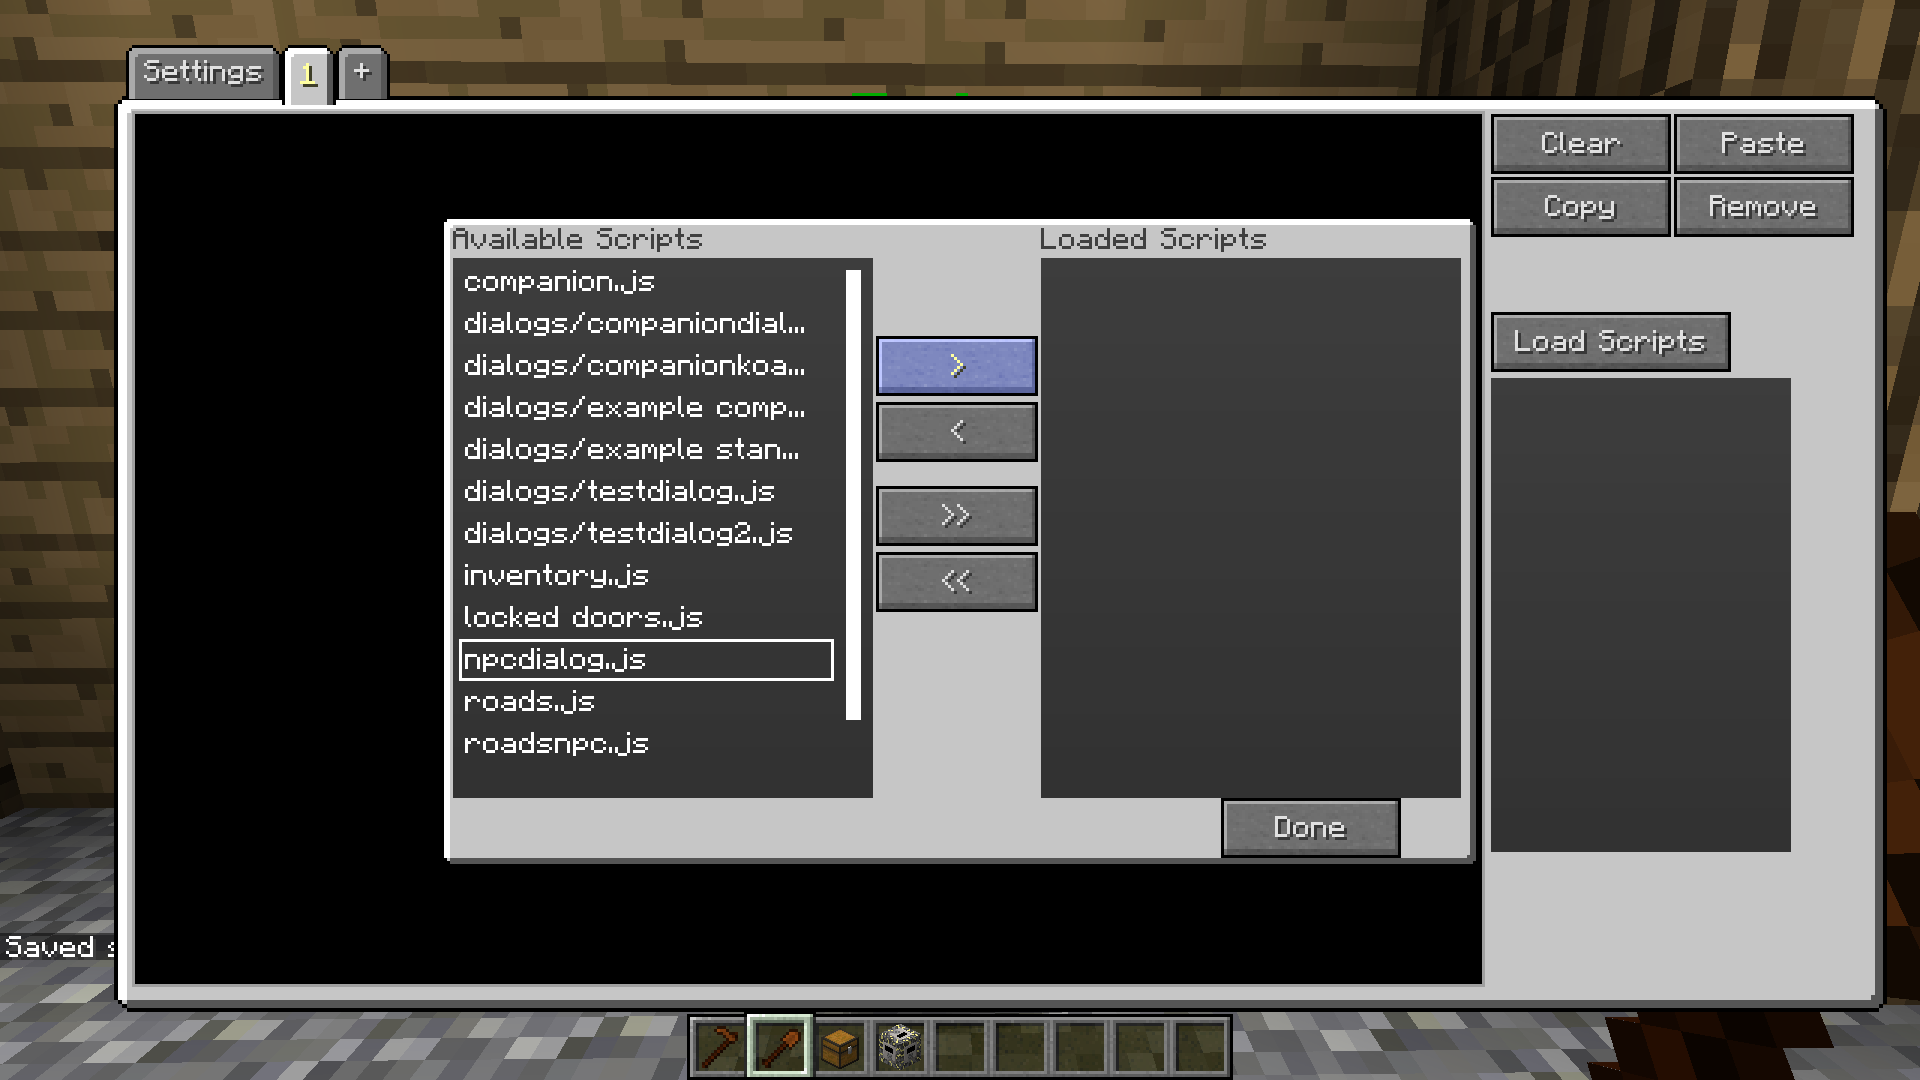 Settings 1 +
Clear Paste
Copy Remove
Available Scripts
Loaded Scripts
companion.js
dialogs/companiondial...
dialogs/companionkoa...
dialogs/example comp...
dialogs/example stan...
dialogs/testdialog.js
dialogs/testdialog2.js
inventory.js
locked doors.js
npcdialog.js
roads.js
roadsnpc.js
>
<
>>
<<
Load Scripts
Done
Saved s